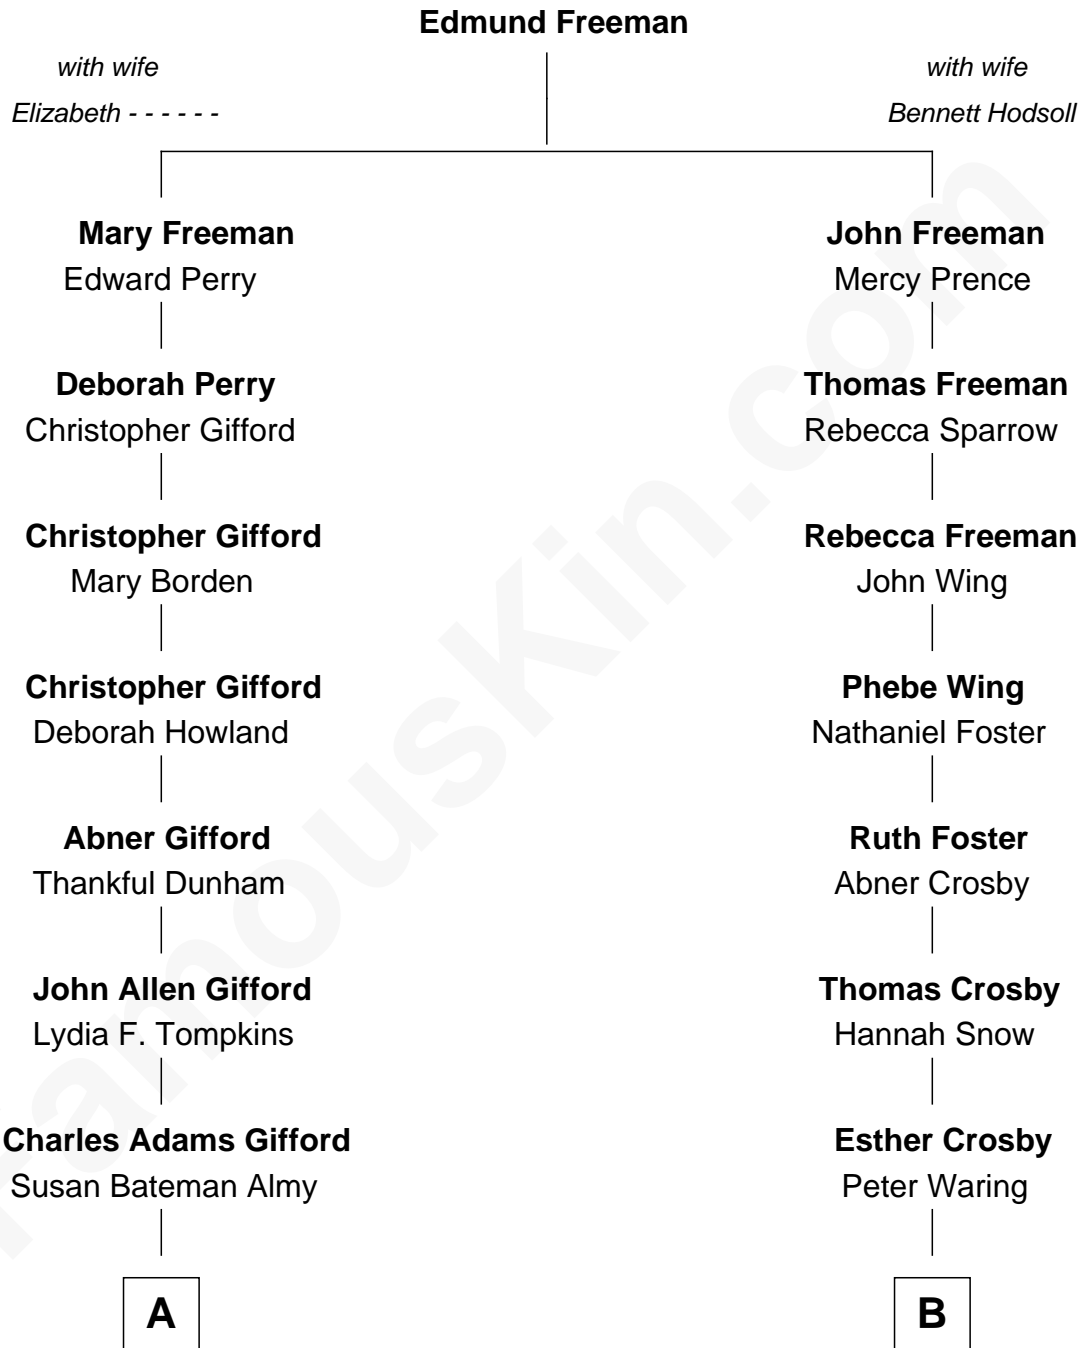 Edmund Freeman
with wife
Elizabeth - - - - - -
with wife
Bennett Hodsoll
Mary Freeman
Edward Perry
John Freeman
Mercy Prence
Deborah Perry
Christopher Gifford
Thomas Freeman
Rebecca Sparrow
Christopher Gifford
Mary Borden
Rebecca Freeman
John Wing
Christopher Gifford
Deborah Howland
Phebe Wing
Nathaniel Foster
Abner Gifford
Thankful Dunham
Ruth Foster
Abner Crosby
John Allen Gifford
Lydia F. Tompkins
Thomas Crosby
Hannah Snow
Charles Adams Gifford
Susan Bateman Almy
Esther Crosby
Peter Waring
A
B
FamousKin.com